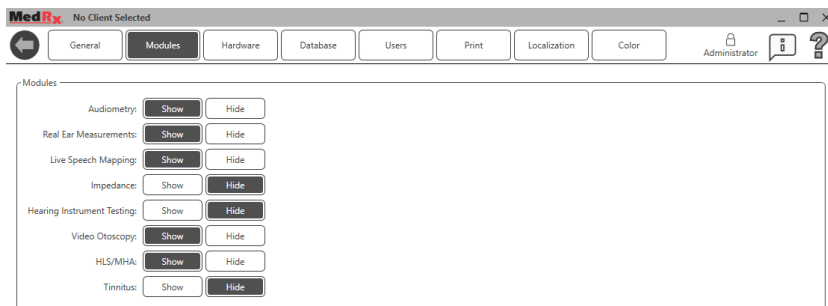 MedRx No Client Selected
General Modules Hardware Database Users Print Localization Color Administrator
Modules
Audiometry: Show Hide
Real Ear Measurements: Show Hide
Live Speech Mapping: Show Hide
Impedance: Show Hide
Hearing Instrument Testing: Show Hide
Video Otoscopy: Show Hide
HLS/MHA: Show Hide
Tinnitus: Show Hide